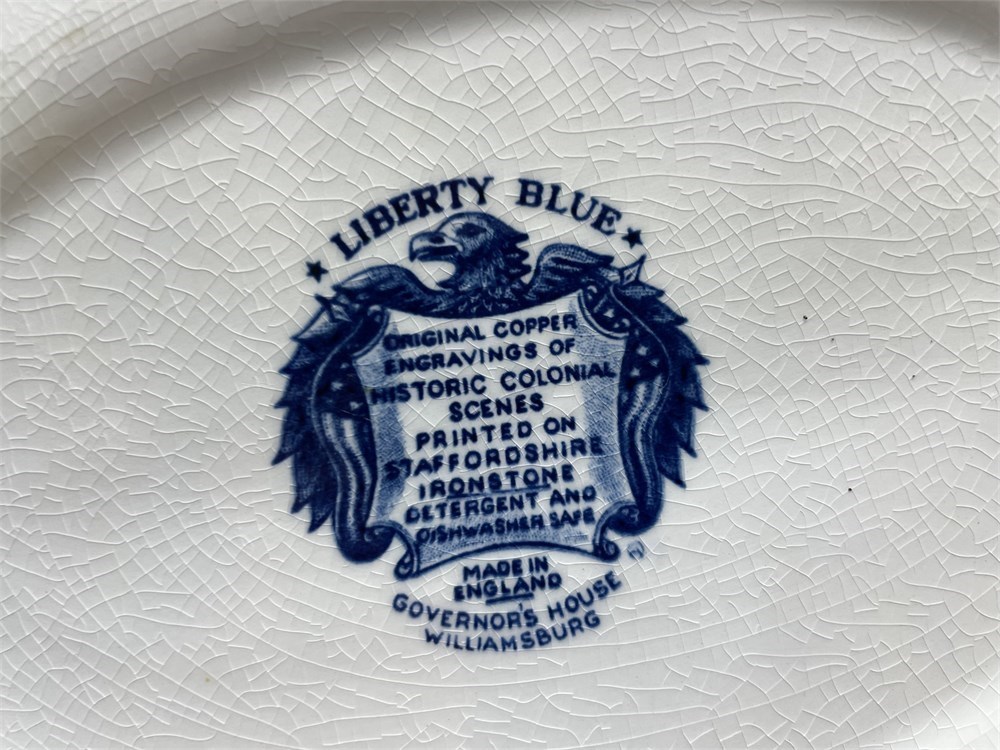 LIBERTY BLUE
ORIGINAL COPPER
ENGRAVINGS OF
HISTORIC COLONIAL
SCENES
PRINTED ON
STAFFORDSHIRE
IRONSTONE
DETERGENT AND
DISHWASHER SAFE
MADE IN
ENGLAND
GOVERNOR'S HOUSE
WILLIAMSBURG